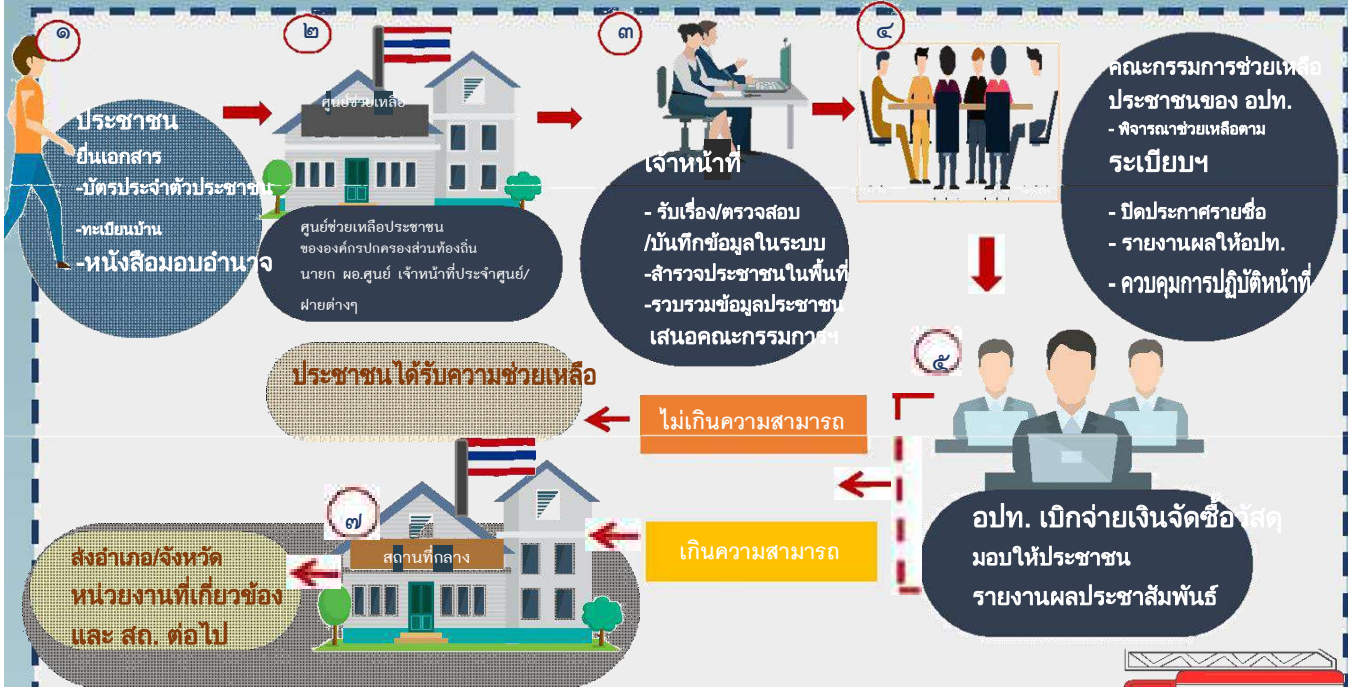 ๑
ประชาชน
ยื่นเอกสาร
-บัตรประจำตัวประชาชน
-ทะเบียนบ้าน
-หนังสือมอบอำนาจ
๒
ศูนย์ช่วยเหลือ
ศูนย์ช่วยเหลือประชาชน
ขององค์กรปกครองส่วนท้องถิ่น
นายก ผอ.ศูนย์ เจ้าหน้าที่ประจำศูนย์/
ฝ่ายต่างๆ
๓
เจ้าหน้าที่
- รับเรื่อง/ตรวจสอบ
/บันทึกข้อมูลในระบบ
-สำรวจประชาชนในพื้นที่
-รวบรวมข้อมูลประชาชน
เสนอคณะกรรมการฯ
๔
คณะกรรมการช่วยเหลือ
ประชาชนของ อปท.
- พิจารณาช่วยเหลือตาม
ระเบียบฯ
- ปิดประกาศรายชื่อ
- รายงานผลให้อปท.
- ควบคุมการปฏิบัติหน้าที่
๕
อปท. เบิกจ่ายเงินจัดซื้อวัสดุ
มอบให้ประชาชน
รายงานผลประชาสัมพันธ์
ไม่เกินความสามารถ
ประชาชนได้รับความช่วยเหลือ
เกินความสามารถ
๗
สถานที่กลาง
ส่งอำเภอ/จังหวัด
หน่วยงานที่เกี่ยวข้อง
และ สถ. ต่อไป